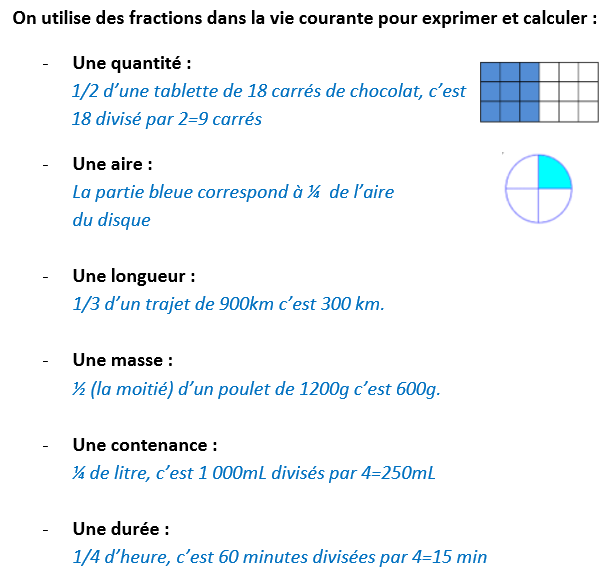 On utilise des fractions dans la vie courante pour exprimer et calculer :
- Une quantité :
1/2 d'une tablette de 18 carrés de chocolat, c'est
18 divisé par 2=9 carrés
- Une aire :
La partie bleue correspond à ¼ de l'aire
du disque
- Une longueur :
1/3 d'un trajet de 900km c'est 300 km.
- Une masse :
½ (la moitié) d'un poulet de 1200g c'est 600g.
- Une contenance :
¼ de litre, c'est 1 000mL divisés par 4=250mL
- Une durée :
1/4 d'heure, c'est 60 minutes divisées par 4=15 min